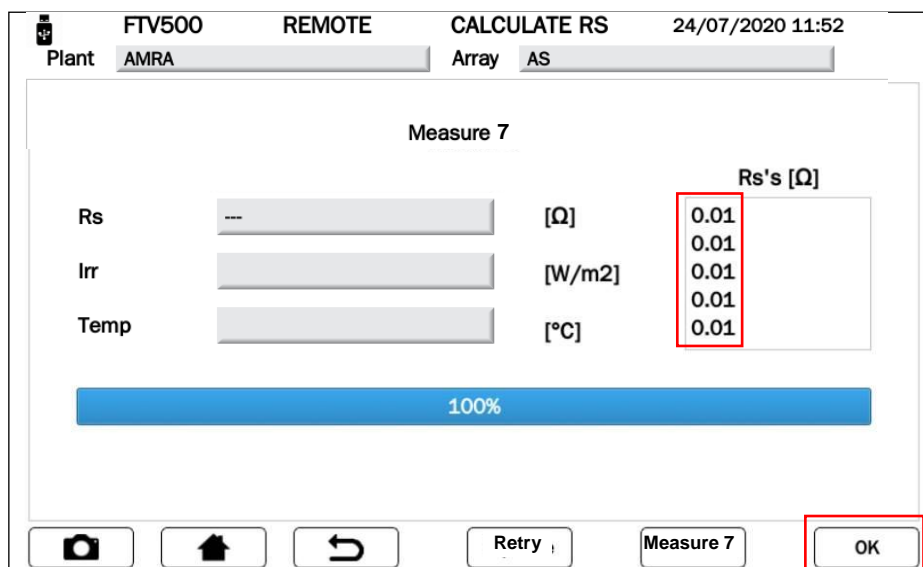 FTV500 REMOTE CALCULATE RS 24/07/2020 11:52
Plant AMRA Array AS
Measure 7
Rs's [Ω]
Rs --- [Ω] 0.01
0.01
Irr [W/m2] 0.01
0.01
Temp [°C] 0.01
100%
Retry Measure 7 OK